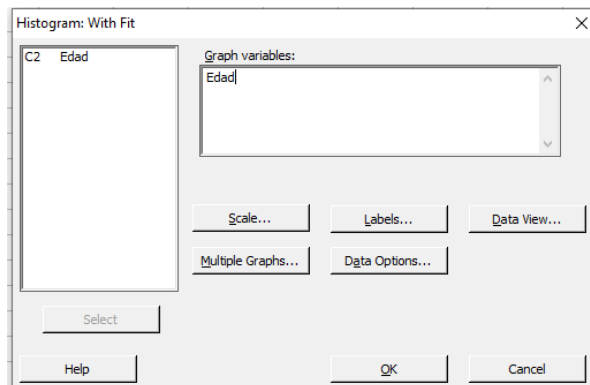 Histogram: With Fit
C2 Edad
Graph variables:
Edad
Scale... Labels... Data View...
Multiple Graphs... Data Options...
Select
Help OK Cancel